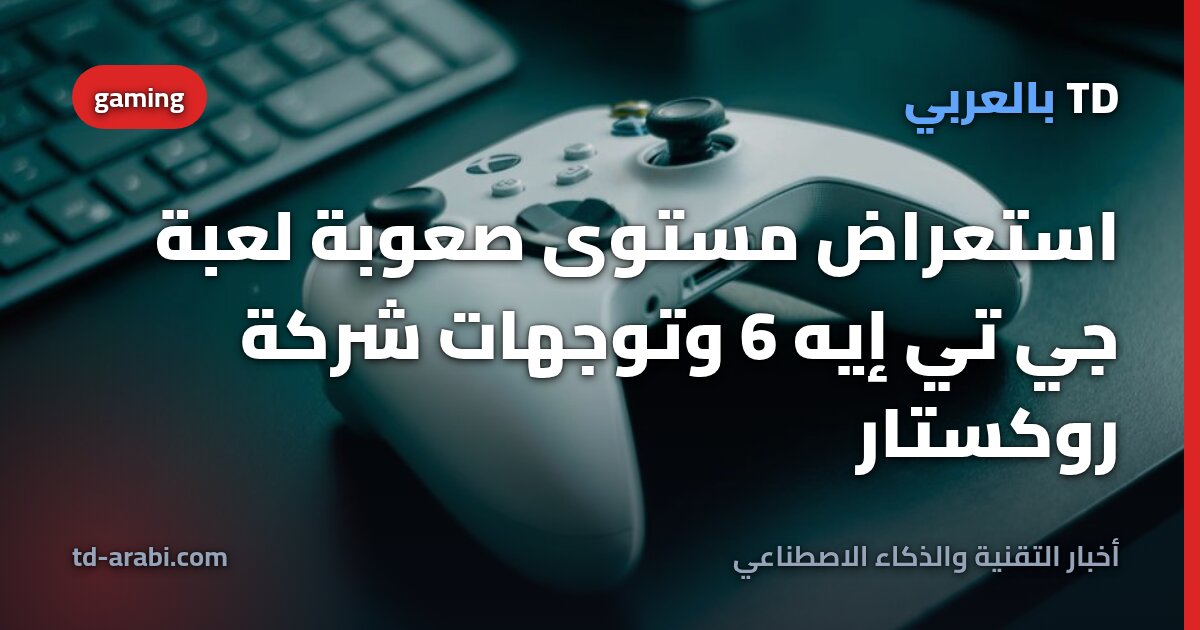 TD بالعربي
gaming
استعراض مستوى صعوبة لعبة
جي تي إيه 6 وتوجهات شركة
روكستار
أخبار التقنية والذكاء الاصطناعي
td-arabi.com